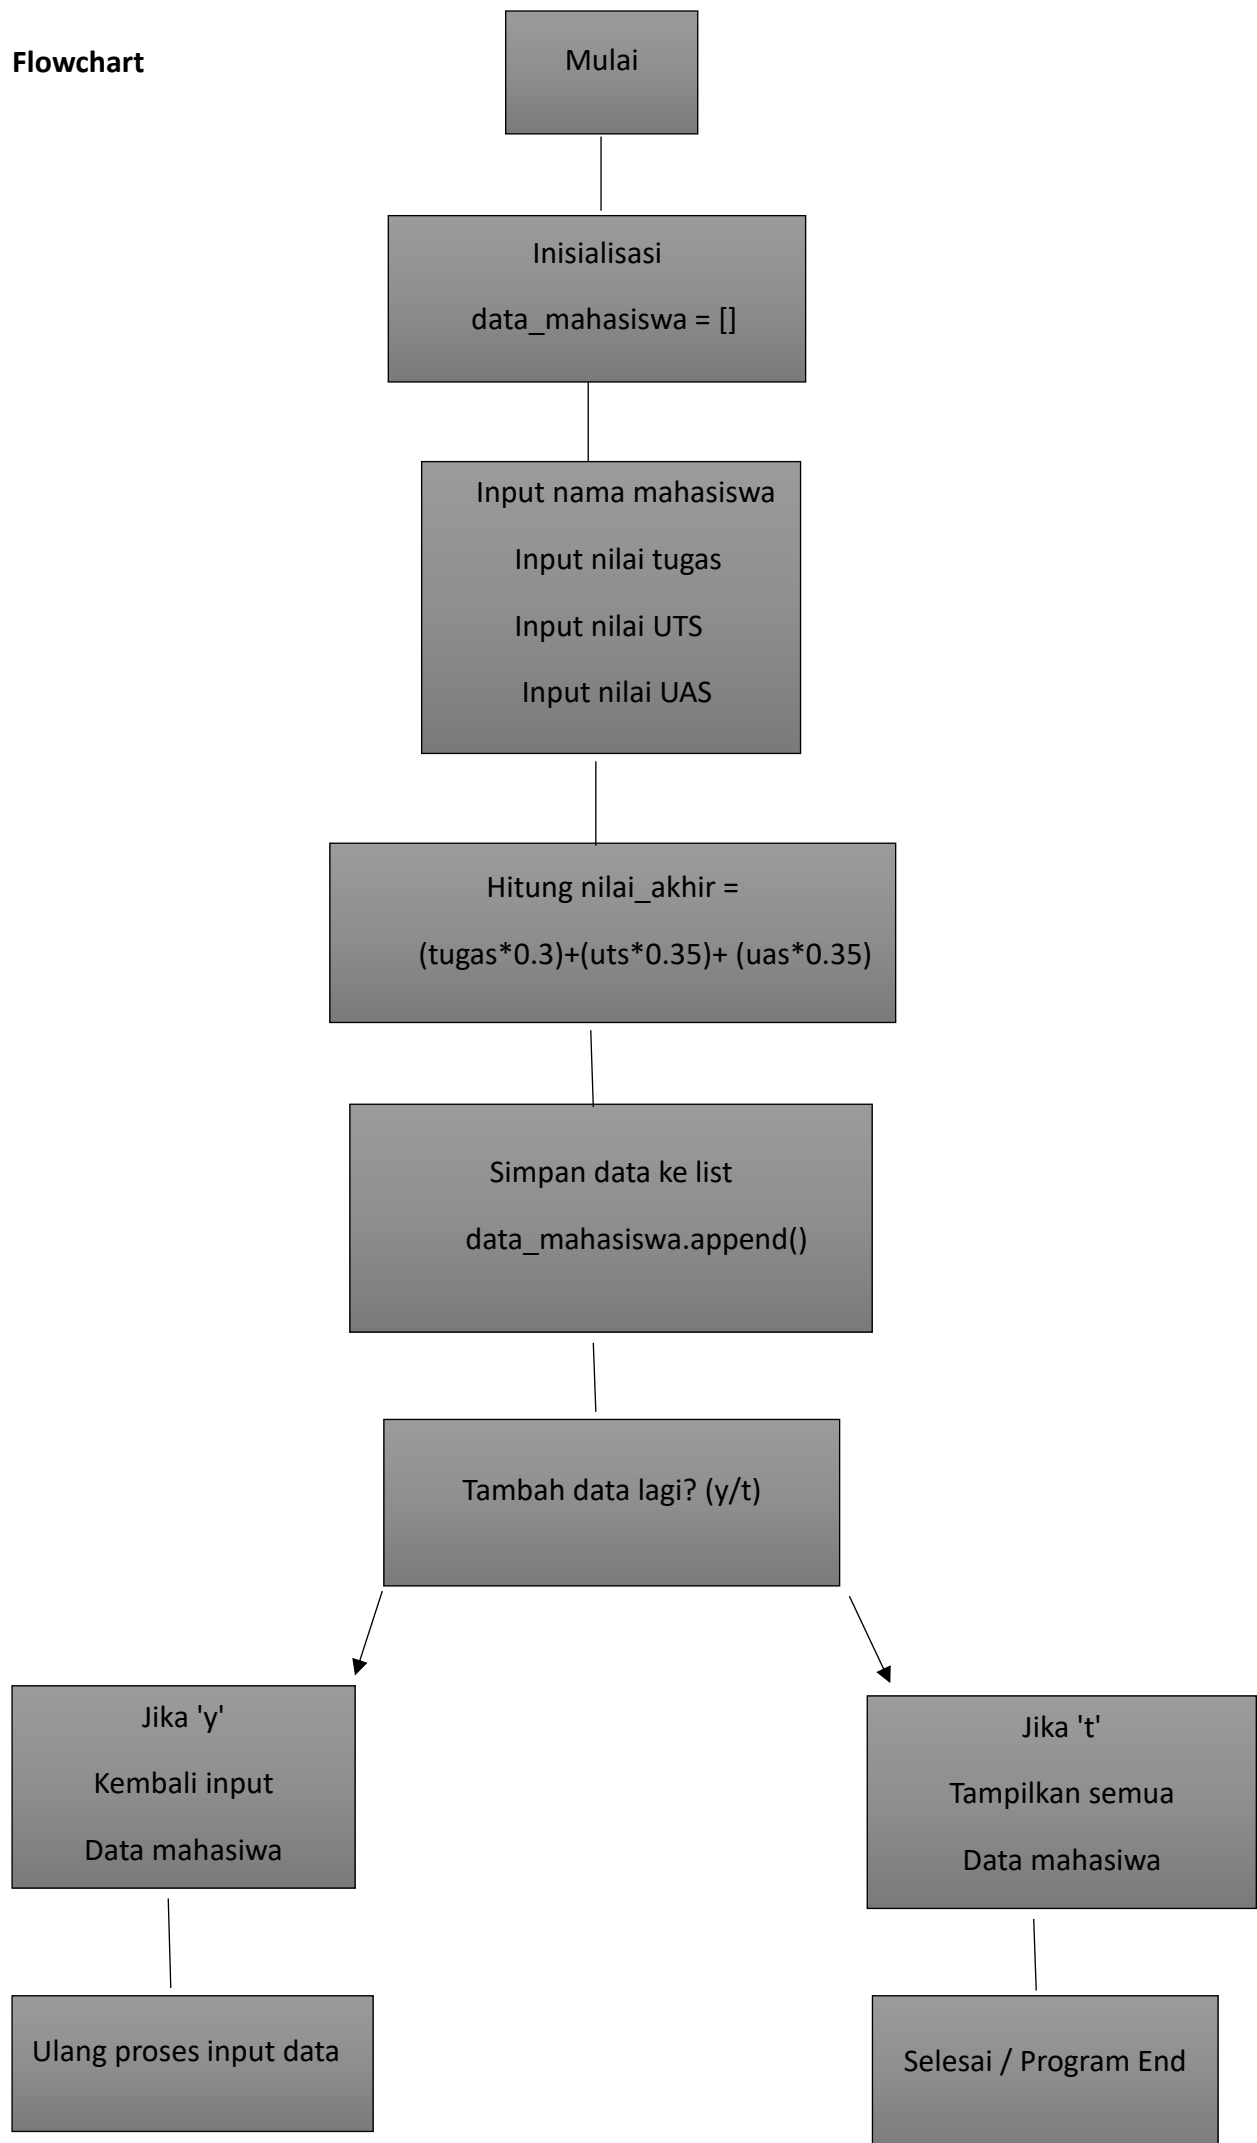 Flowchart
Mulai
Inisialisasi
data_mahasiswa = []
Input nama mahasiswa
Input nilai tugas
Input nilai UTS
Input nilai UAS
Hitung nilai_akhir =
(tugas*0.3)+(uts*0.35)+ (uas*0.35)
Simpan data ke list
data_mahasiswa.append()
Tambah data lagi? (y/t)
Jika 'y'
Kembali input
Data mahasiwa
Jika 't'
Tampilkan semua
Data mahasiwa
Ulang proses input data
Selesai / Program End